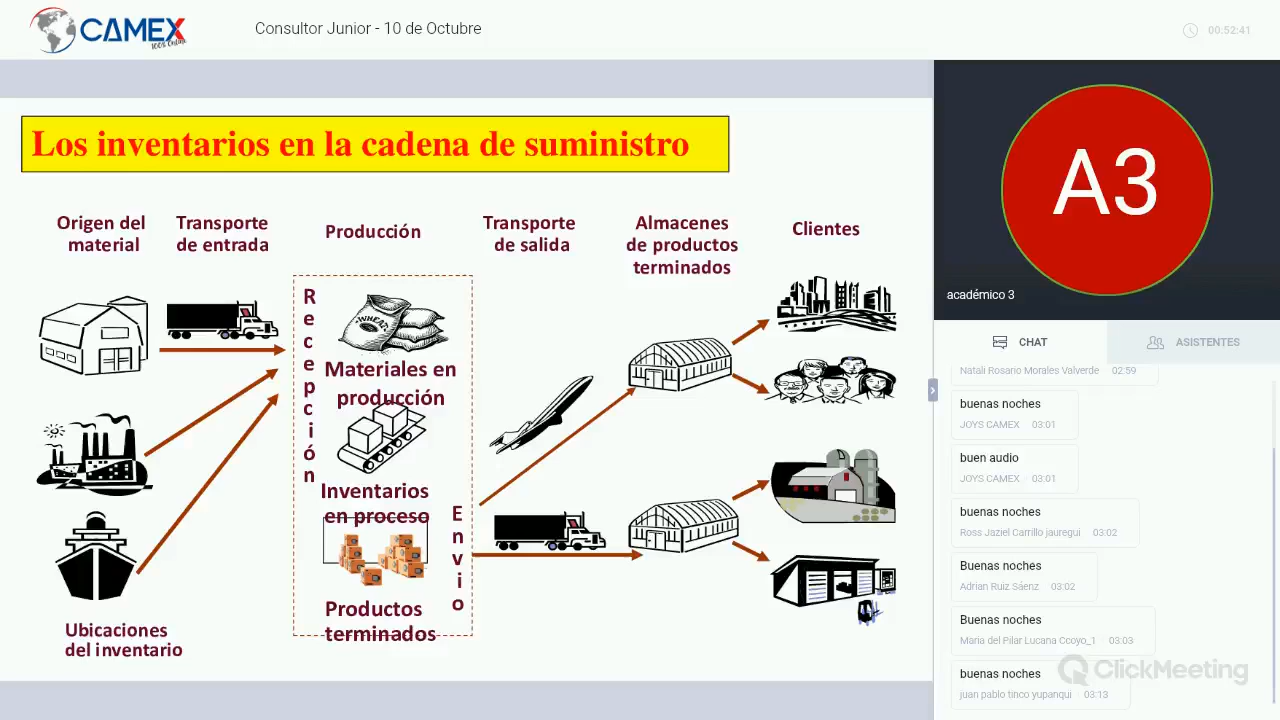 CAMEX
100% Online
Consultor Junior - 10 de Octubre
00:52:41
Los inventarios en la cadena de suministro
Origen del
material
Transporte
de entrada
Producción
Transporte
de salida
Almacenes
de productos
terminados
Clientes
Recepción
WHEAT
Materiales en
producción
Inventarios
en proceso
Envio
Productos
terminados
Ubicaciones
del inventario
A3
académico 3
CHAT
ASISTENTES
Natali Rosario Morales Valverde 02:59
buenas noches
JOYS CAMEX 03:01
buen audio
JOYS CAMEX 03:01
buenas noches
Ross Jaziel Carrillo jauregui 03:02
Buenas noches
Adrian Ruiz Sáenz 03:02
Buenas noches
Maria del Pilar Lucana Ccoyo_1 03:03
buenas noches
juan pablo tinco yupanqui 03:13
ClickMeeting